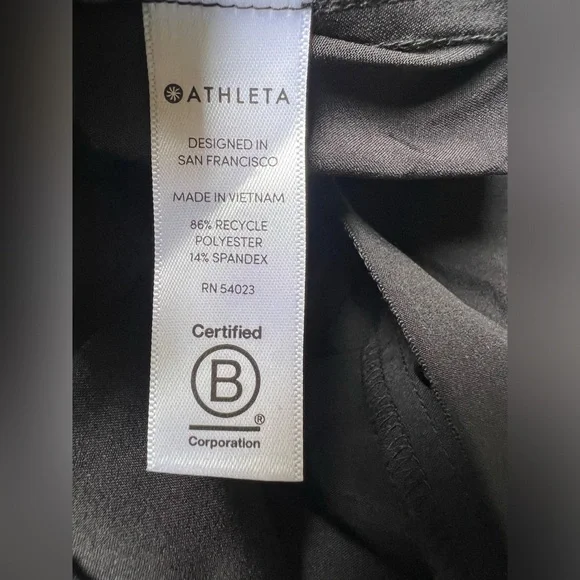 ATHLETA
DESIGNED IN
SAN FRANCISCO
MADE IN VIETNAM
86% RECYCLE
POLYESTER
14% SPANDEX
RN 54023
Certified
B
®
Corporation